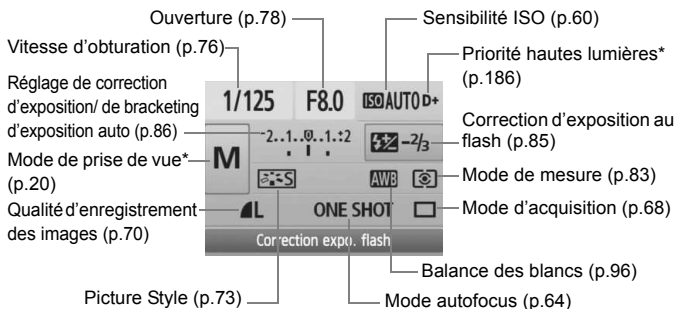 Ouverture (p.78)
Sensibilité ISO (p.60)
Vitesse d'obturation (p.76)
Priorité hautes lumières*
(p.186)
Réglage de correction
d'exposition/ de bracketing
d'exposition auto (p.86)
1/125 F8.0 ISO AUTO D+
-2..1..0..1.:2
-2/3
Correction d'exposition au
flash (p.85)
Mode de prise de vue*
(p.20)
M
S
AWB
Mode de mesure (p.83)
Qualité d'enregistrement
des images (p.70)
L ONE SHOT
Mode d'acquisition (p.68)
Correction expo. flash
Balance des blancs (p.96)
Picture Style (p.73)
Mode autofocus (p.64)